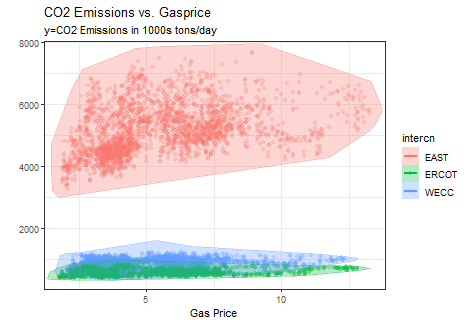 CO2 Emissions vs. Gasprice
y=CO2 Emissions in 1000s tons/day
8000
6000
4000
2000
5
10
Gas Price
intercn
EAST
ERCOT
WECC